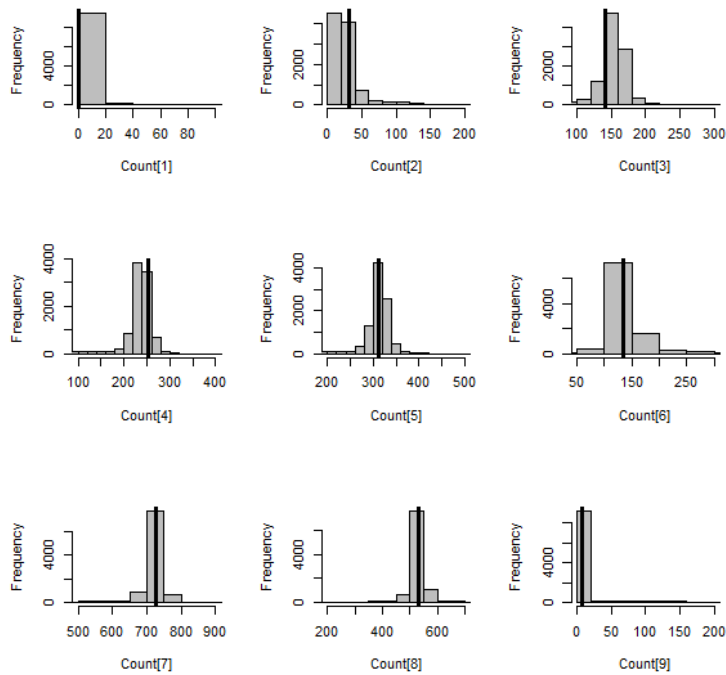 Frequency
0 4000
0 20 40 60 80
Count[1]
Frequency
0 2000
0 50 100 150 200
Count[2]
Frequency
0 2000
100 150 200 250 300
Count[3]
Frequency
0 2000 4000
100 200 300 400
Count[4]
Frequency
0 2000 4000
200 300 400 500
Count[5]
Frequency
0 4000
50 150 250
Count[6]
Frequency
0 4000
500 600 700 800 900
Count[7]
Frequency
0 4000
200 400 600
Count[8]
Frequency
0 4000
0 50 100 150 200
Count[9]